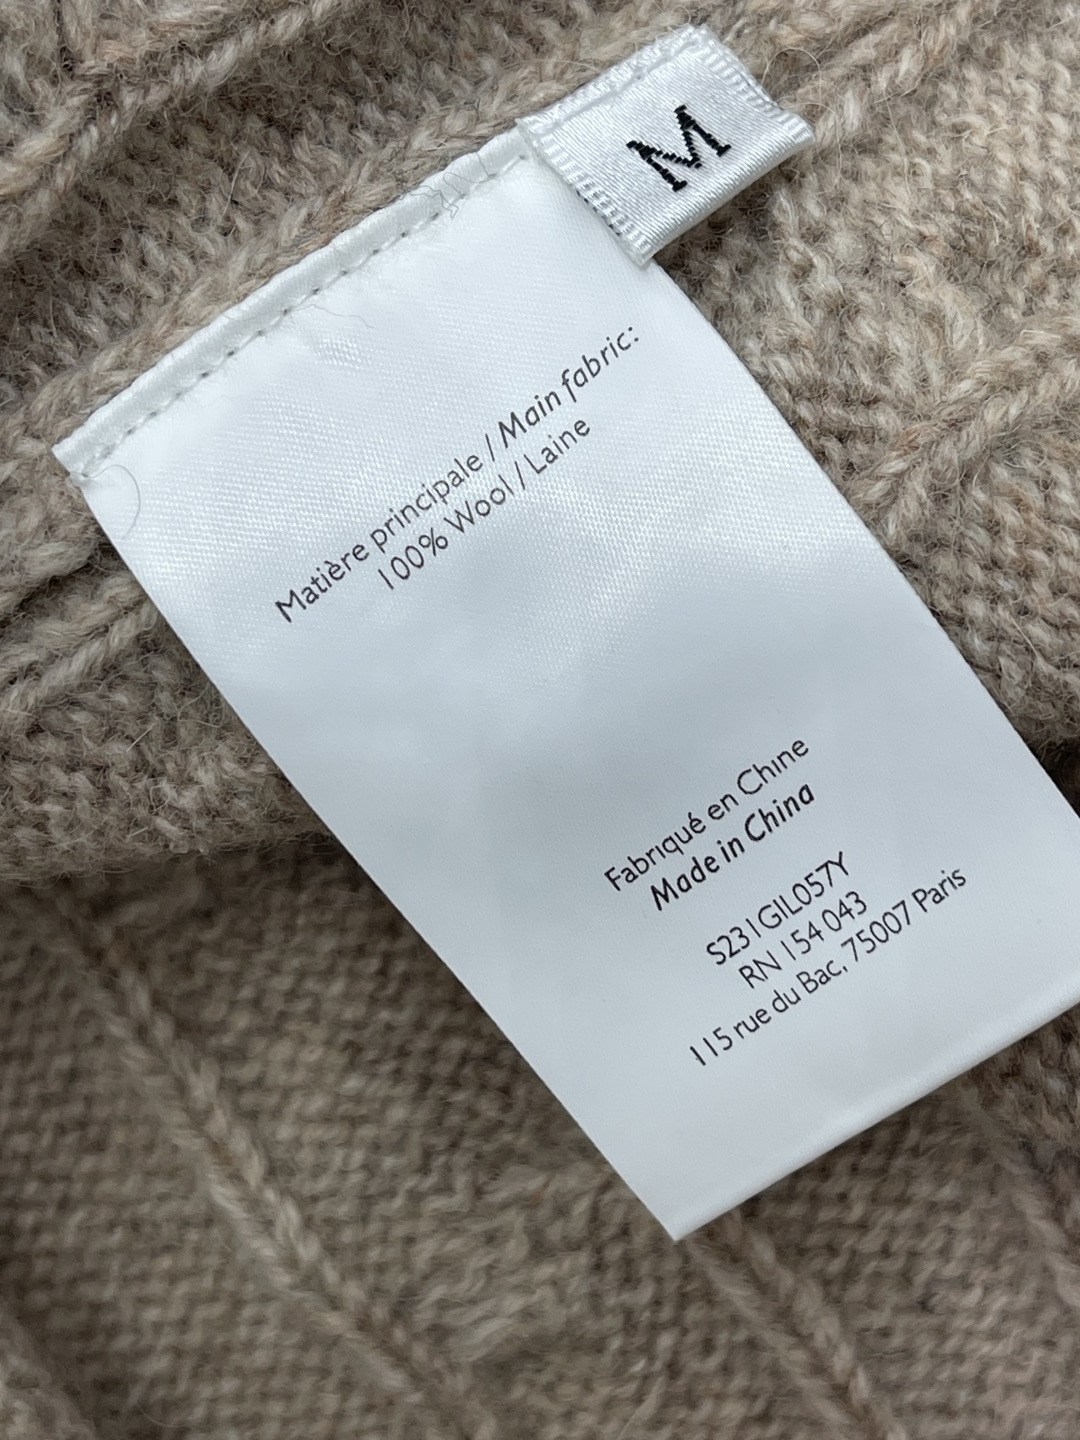 M
Matière principale / Main fabric:
100% Wool / Laine
Fabriqué en Chine
Made in China
S231GIL057Y
RN 154 043
115 rue du Bac, 75007 Paris